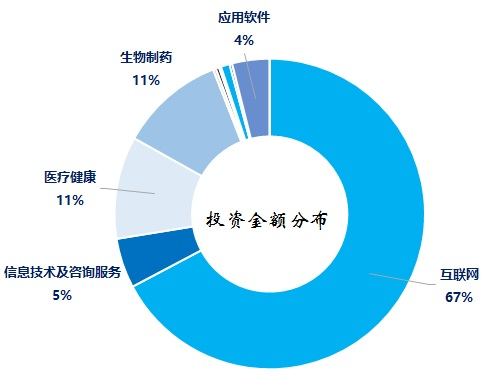 应用软件
4%
生物制药
11%
医疗健康
11%
投资金额分布
信息技术及咨询服务
5%
互联网
67%